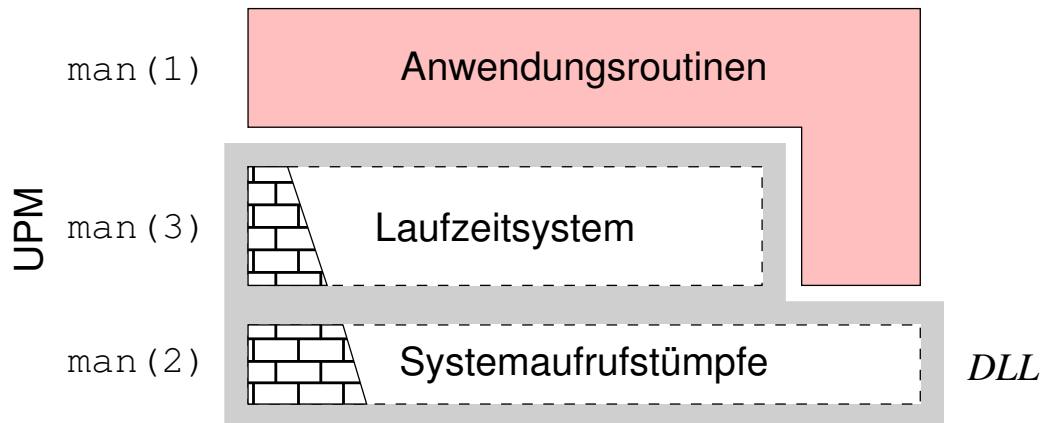 man(1)
Anwendungsroutinen
UPM
man(3)
Laufzeitsystem
man(2)
Systemaufrufstümpfe
DLL